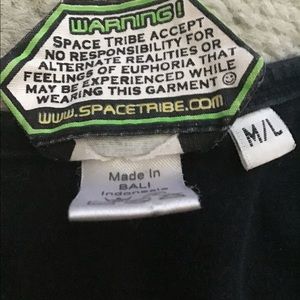 WARNING!
SPACE TRIBE ACCEPT
NO RESPONSIBILITY FOR
ALTERNATE REALITIES OR
FEELINGS OF EUPHORIA THAT
MAY BE EXPERIENCED WHILE
WEARING THIS GARMENT
WWW.SPACETRIBE.COM
M/L
Made In
BALI
Indonesia